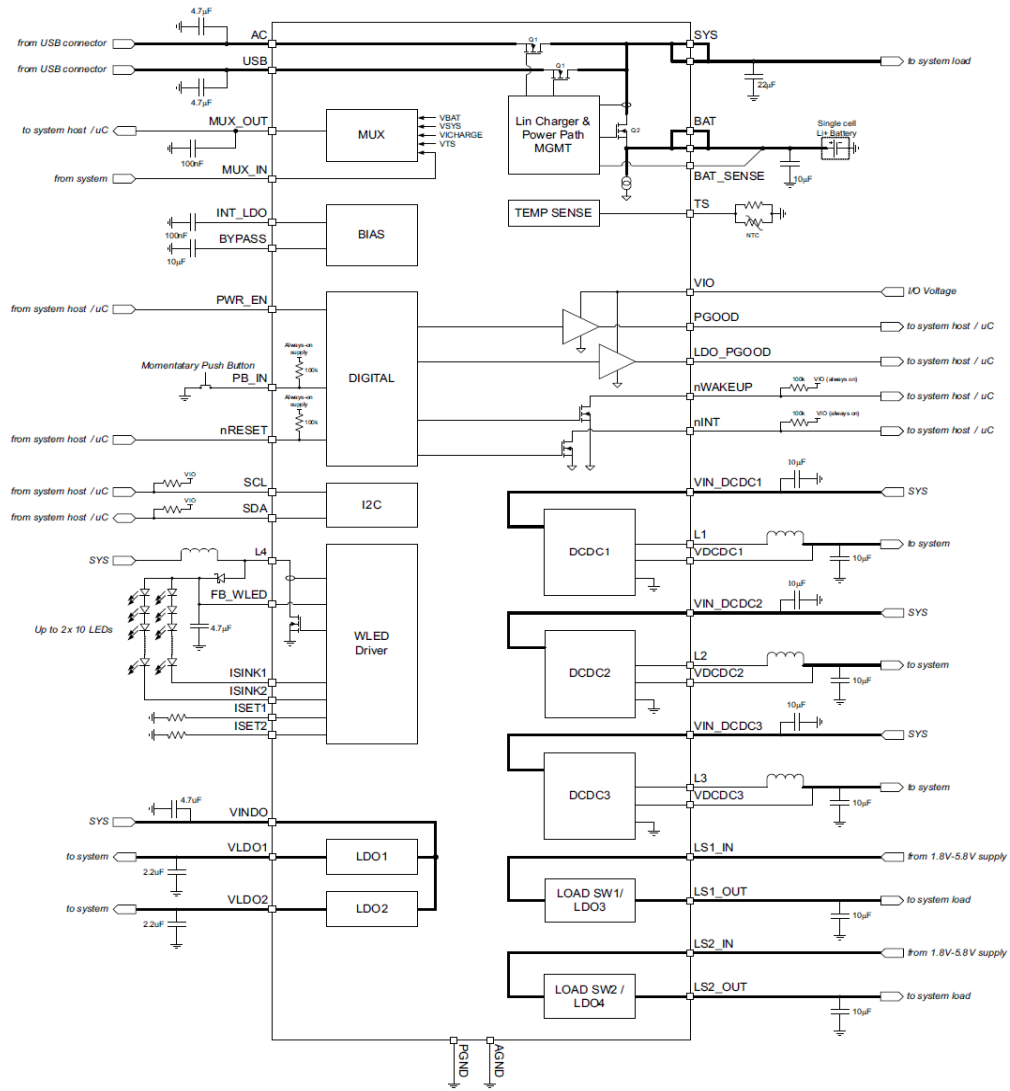 4.7µF
from USB connector
AC
Q1
SYS
from USB connector
USB
Q1
to system load
4.7µF
22µF
MUX_OUT
to system host / uC
MUX
VBAT
VSYS
VICHARGE
VTS
Lin Charger &
Power Path
MGMT
Q2
BAT
Single cell
Li+ Battery
100nF
MUX_IN
from system
BAT_SENSE
10µF
INT_LDO
100nF
BYPASS
10µF
BIAS
TEMP SENSE
TS
NTC
VIO
I/O Voltage
PWR_EN
from system host / uC
PGOOD
to system host / uC
Always-on
supply
100k
Momentatary Push Button
PB_IN
DIGITAL
LDO_PGOOD
to system host / uC
Always-on
supply
100k
nWAKEUP
100k
VIO (always on)
to system host / uC
nRESET
from system host / uC
nINT
100k
VIO (always on)
to system host / uC
VIO
SCL
from system host / uC
VIO
SDA
from system host / uC
I2C
10µF
VIN_DCDC1
SYS
DCDC1
L1
VDCDC1
to system
10µF
SYS
L4
FB_WLED
4.7µF
Up to 2x 10 LEDs
WLED
Driver
ISINK1
ISINK2
ISET1
ISET2
10µF
VIN_DCDC2
SYS
DCDC2
L2
VDCDC2
to system
10µF
10µF
VIN_DCDC3
SYS
DCDC3
L3
VDCDC3
to system
10µF
4.7uF
SYS
VINDO
VLDO1
to system
LDO1
2.2uF
VLDO2
to system
LDO2
2.2uF
LS1_IN
from 1.8V-5.8V supply
LOAD SW1/
LDO3
LS1_OUT
to system load
10µF
LS2_IN
from 1.8V-5.8V supply
LOAD SW2 /
LDO4
LS2_OUT
to system load
10µF
PGND
AGND